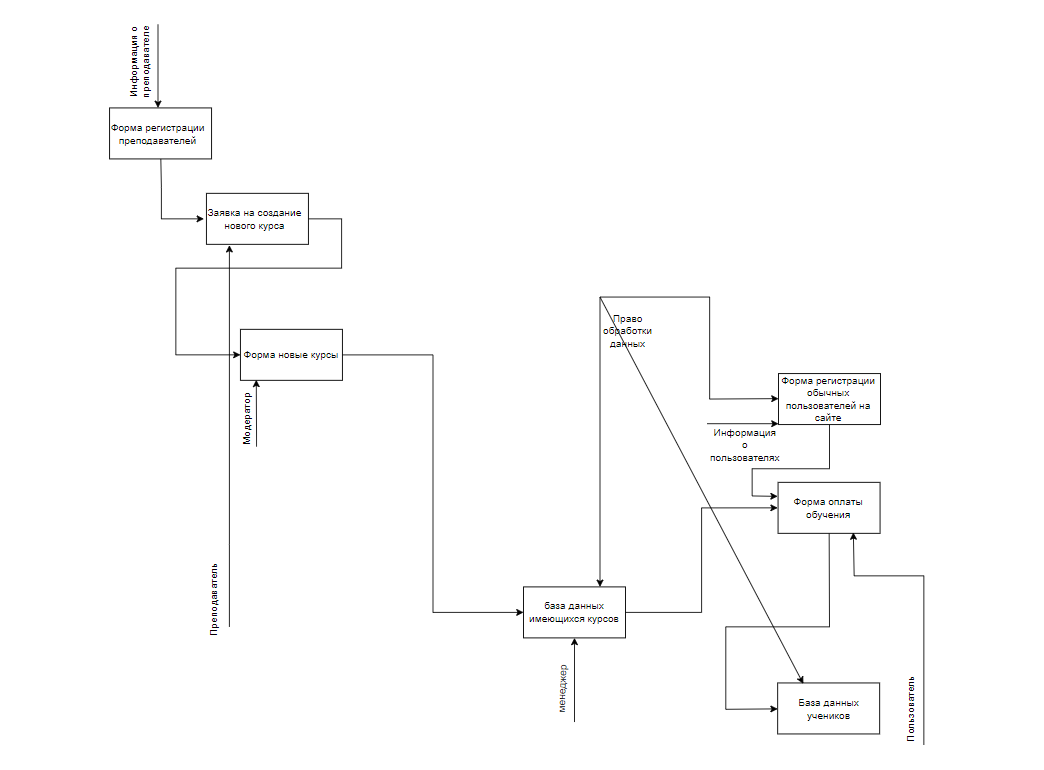 Информация о
преподавателе
Форма регистрации
преподавателей
Заявка на создание
нового курса
Форма новые курсы
Модератор
Преподаватель
Право
обработки
данных
Форма регистрации
обычных
пользователей на
сайте
Информация
о
пользователях
Форма оплаты
обучения
база данных
имеющихся курсов
менеджер
База данных
учеников
Пользователь